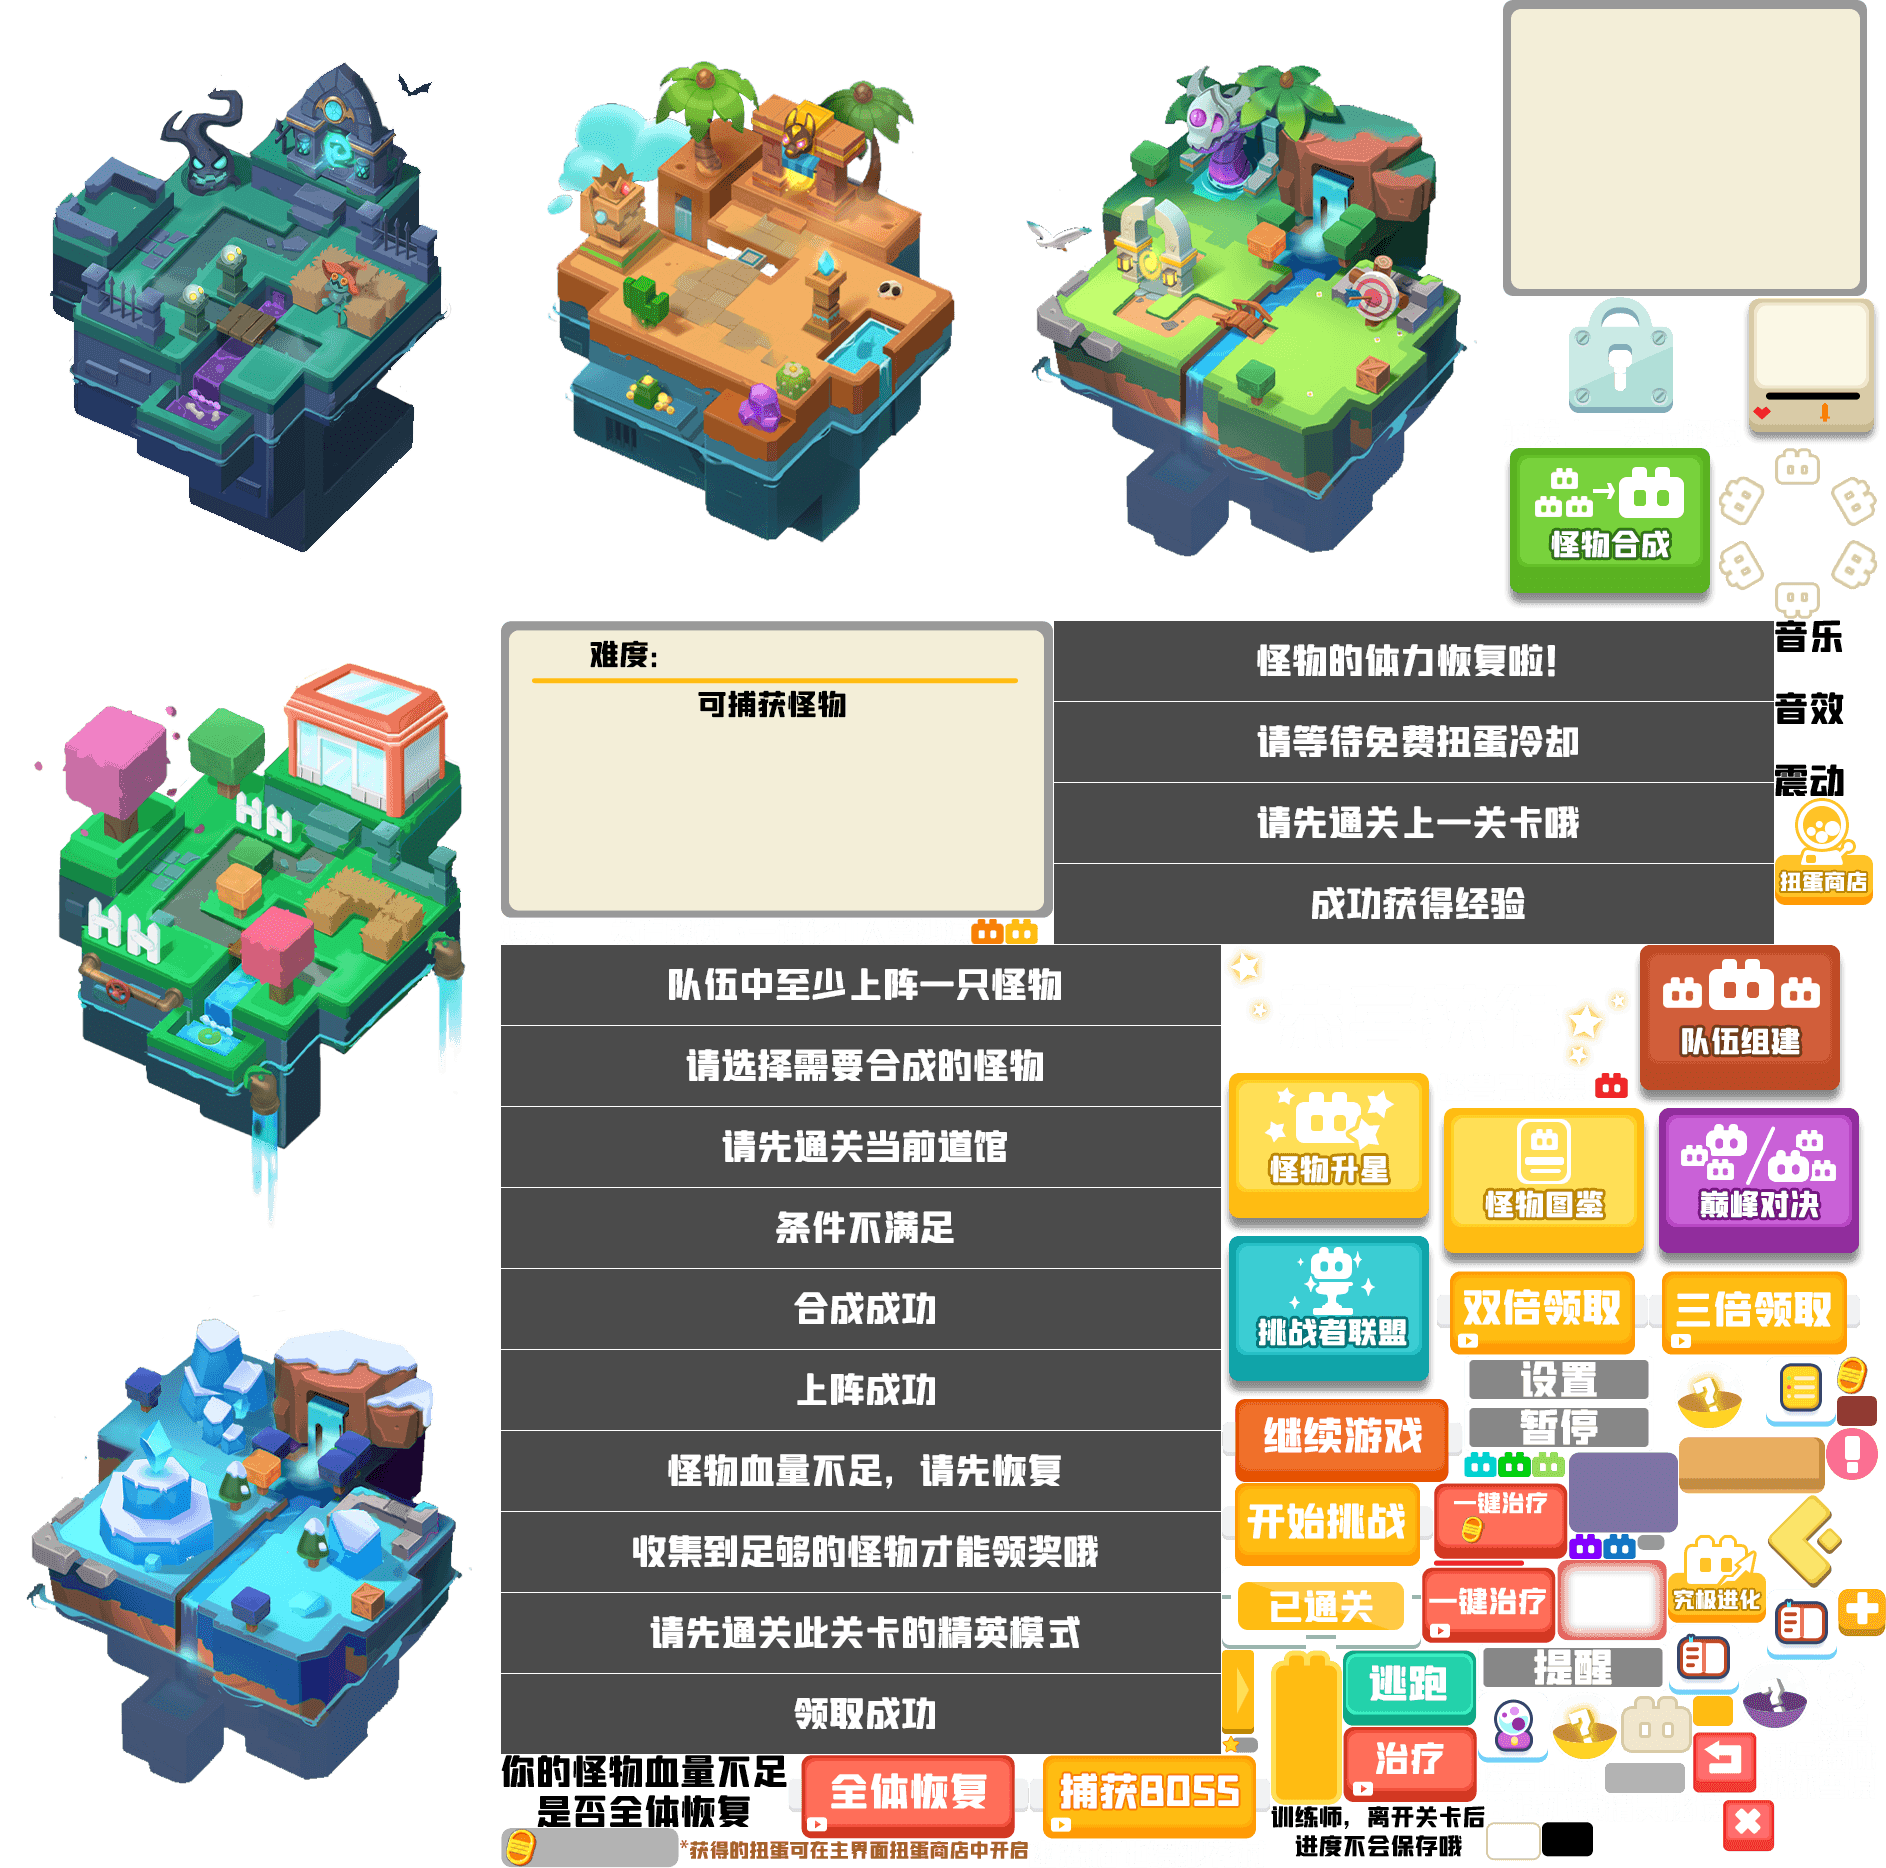 怪物合成
难度:
可捕获怪物
怪物的体力恢复啦!
请等待免费扭蛋冷却
请先通关上一关卡哦
成功获得经验
音乐
音效
震动
扭蛋商店
队伍中至少上阵一只怪物
请选择需要合成的怪物
请先通关当前道馆
条件不满足
合成成功
上阵成功
怪物血量不足，请先恢复
收集到足够的怪物才能领奖哦
请先通关此关卡的精英模式
领取成功
队伍组建
怪物升星
怪物图鉴
巅峰对决
挑战者联盟
双倍领取
三倍领取
设置
暂停
继续游戏
开始挑战
一键治疗
已通关
一键治疗
究极进化
提醒
逃跑
治疗
你的怪物血量不足
是否全体恢复
全体恢复
捕获BOSS
训练师，离开关卡后
进度不会保存哦
*获得的扭蛋可在主界面扭蛋商店中开启